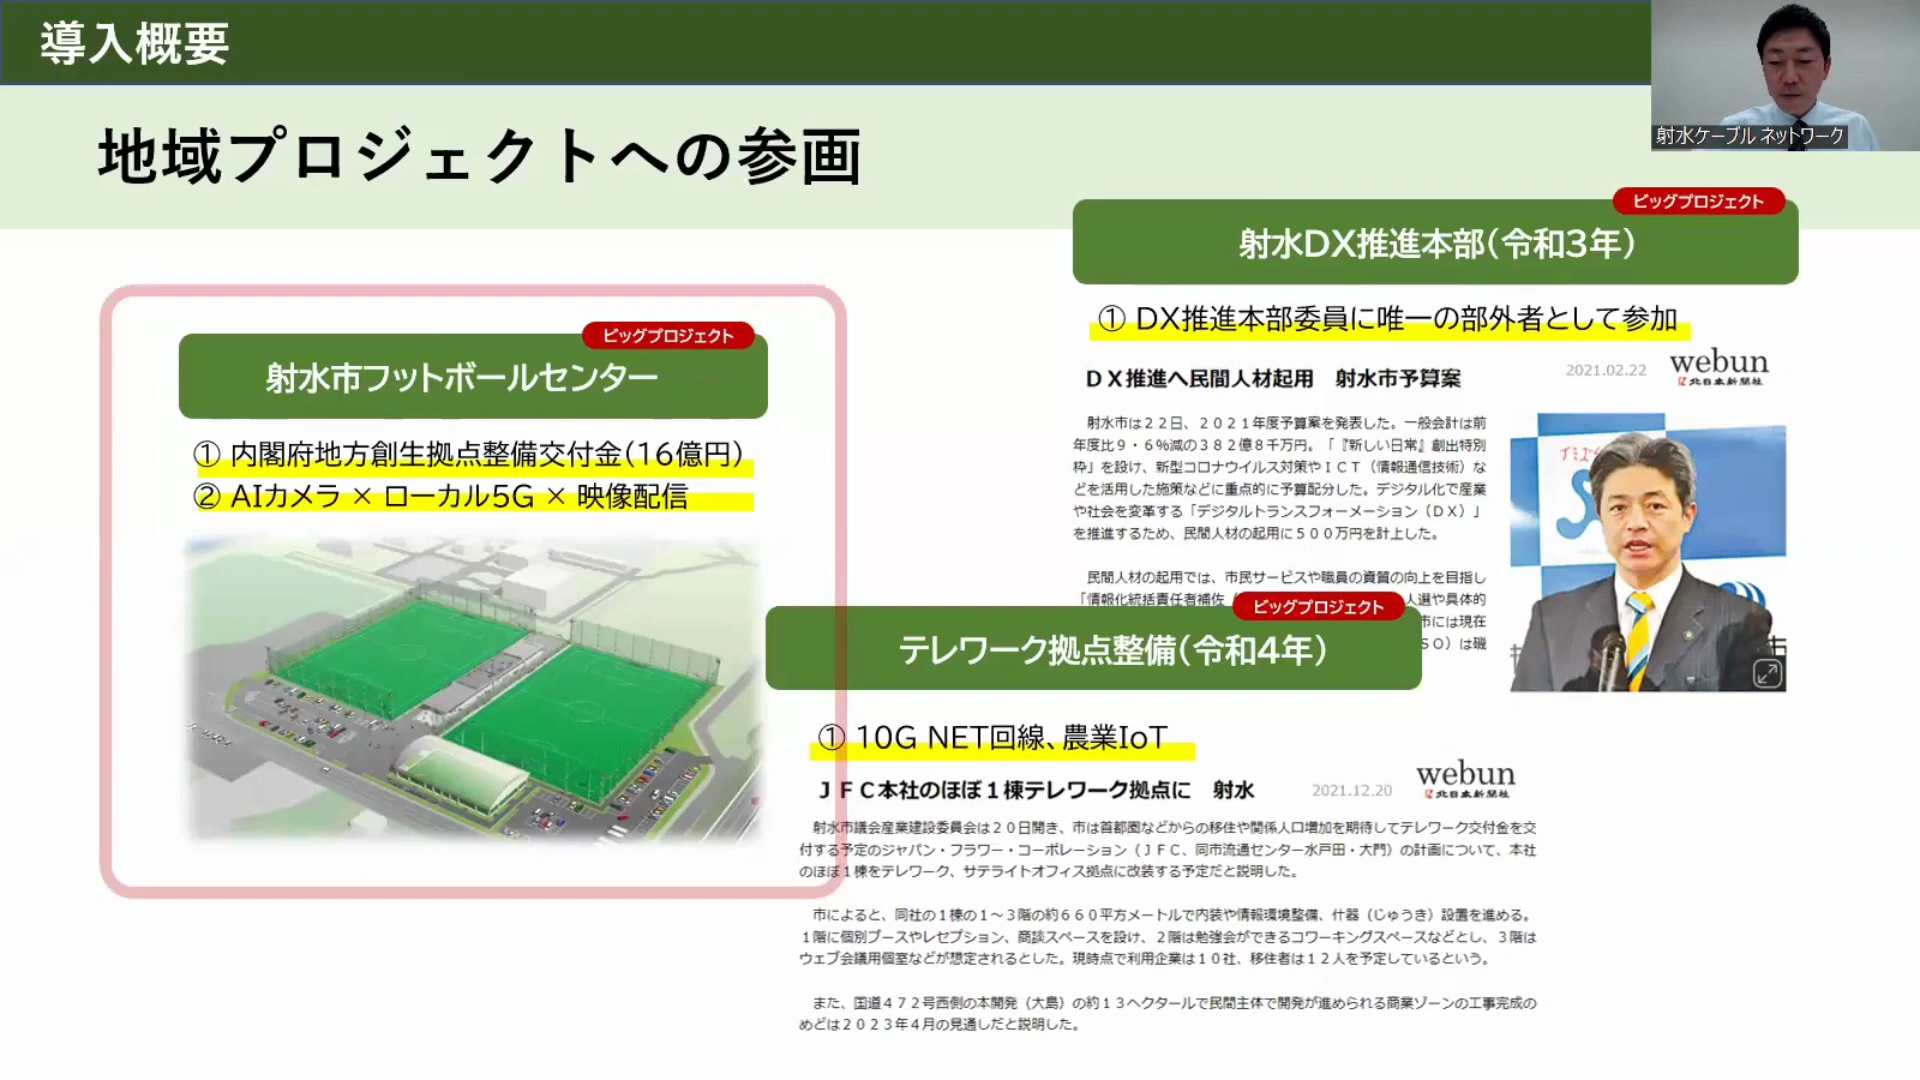 導入概要
射水ケーブル ネットワーク
地域プロジェクトへの参画
ビッグプロジェクト
射水市フットボールセンター
① 内閣府地方創生拠点整備交付金（16億円）
② AIカメラ × ローカル5G × 映像配信
ビッグプロジェクト
射水DX推進本部（令和3年）
① DX推進本部委員に唯一の部外者として参加
ＤＸ推進へ民間人材起用　射水市予算案
2021.02.22
webun
北日本新聞社
射水市は２２日、２０２１年度予算案を発表した。一般会計は前
年度比９・６％減の３８２億８千万円。「『新しい日常』創出特別
枠」を設け、新型コロナウイルス対策やＩＣＴ（情報通信技術）な
どを活用した施策などに重点的に予算配分した。デジタル化で産業
や社会を変革する「デジタルトランスフォーメーション（ＤＸ）」
を推進するため、民間人材の起用に５００万円を計上した。
民間人材の起用では、市民サービスや職員の資質の向上を目指し
「情報化統括責任者補佐
人選や具体的
市には現在
ＳＯ）は磯
ビッグプロジェクト
テレワーク拠点整備（令和4年）
① 10G NET回線、農業IoT
ＪＦＣ本社のほぼ１棟テレワーク拠点に　射水
2021.12.20
webun
北日本新聞社
射水市議会産業建設委員会は２０日開き、市は首都圏などからの移住や関係人口増加を期待してテレワーク交付金を交
付する予定のジャパン・フラワー・コーポレーション（ＪＦＣ、同市流通センター水戸田・大門）の計画について、本社
のほぼ１棟をテレワーク、サテライトオフィス拠点に改装する予定だと説明した。
市によると、同社の１棟の１～３階の約６６０平方メートルで内装や情報環境整備、什器（じゅうき）設置を進める。
１階に個別ブースやレセプション、商談スペースを設け、２階は勉強会ができるコワーキングスペースなどとし、３階は
ウェブ会議用個室などが想定されるとした。現時点で利用企業は１０社、移住者は１２人を予定しているという。
また、国道４７２号西側の本開発（大島）の約１３ヘクタールで民間主体で開発が進められる商業ゾーンの工事完成の
めどは２０２３年４月の見通しだと説明した。